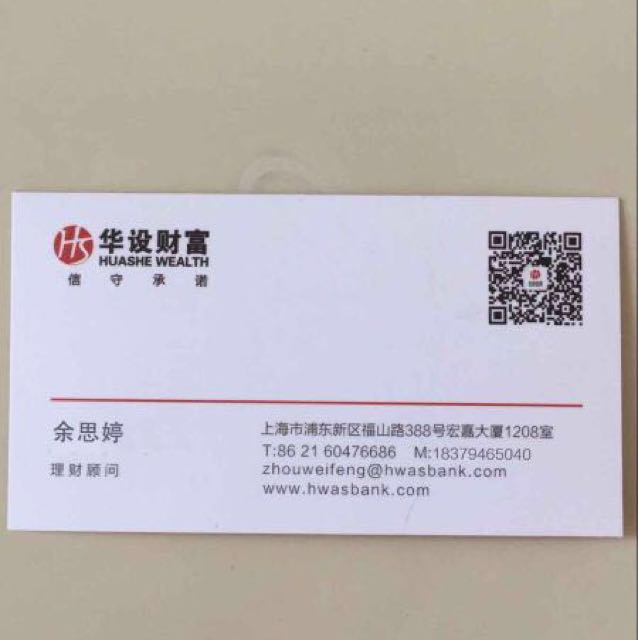 华设财富
HUASHE WEALTH
信守承诺
余思婷
理财顾问
上海市浦东新区福山路388号宏嘉大厦1208室
T:86 21 60476686 M:18379465040
zhouweifeng@hwasbank.com
www.hwasbank.com